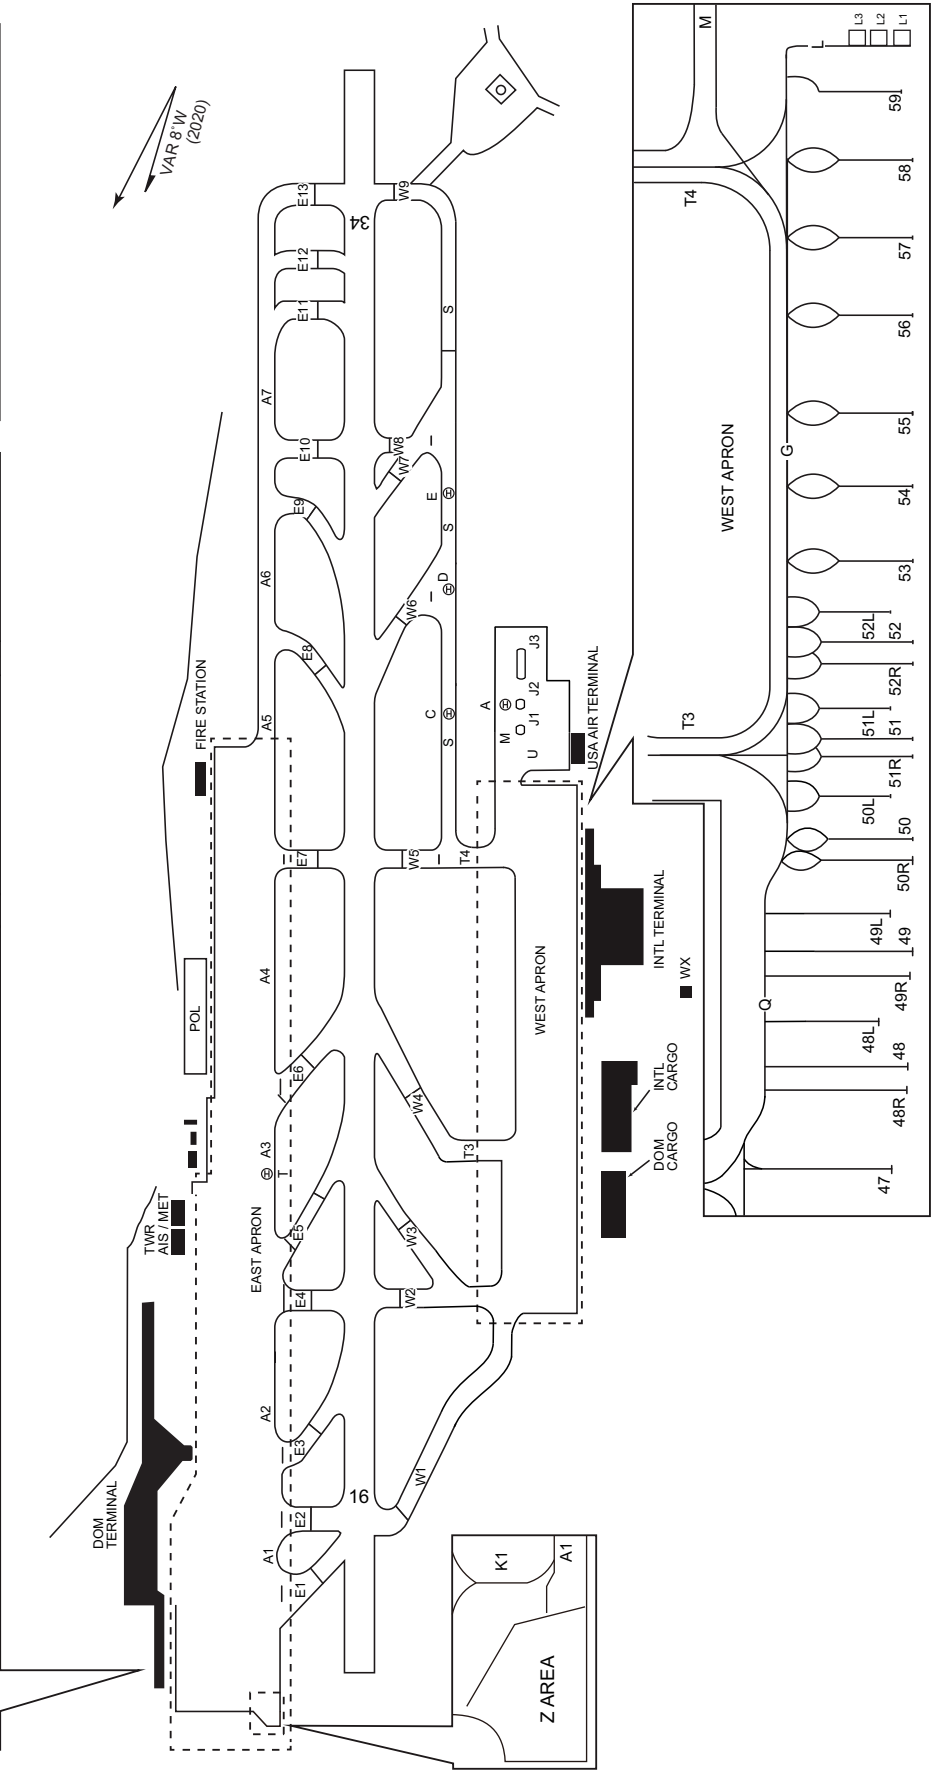 VAR 8°W
(2020)
E13
W9
34
E12
E11
S
A7
E10
W8
W7
E9
E
S
A6
D
W6
E8
FIRE STATION
A5
C
S
A
M
J1
J2
J3
U
USA AIR TERMINAL
E7
W5
T4
POL
A4
WEST APRON
INTL TERMINAL
WX
E6
W4
INTL
CARGO
DOM
CARGO
A3
H
T
T3
TWR
AIS / MET
EAST APRON
E5
W3
E4
W2
A2
E3
W1
DOM
TERMINAL
16
E2
A1
E1
K1
A1
Z AREA
M
L
L3
L2
L1
59
58
T4
57
56
WEST APRON
G
55
54
53
52L
52
52R
T3
51L
51
51R
50L
50
50R
49L
49
49R
Q
48L
48
48R
47
H
H
H
H